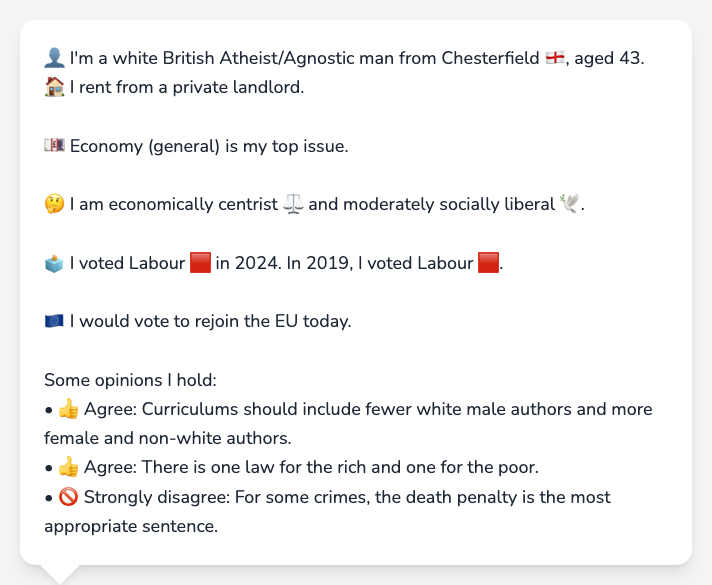 👤 I'm a white British Atheist/Agnostic man from Chesterfield 🏴󠁧󠁢󠁥󠁮󠁧󠁿, aged 43.
🏠 I rent from a private landlord.
💷 Economy (general) is my top issue.
🤔 I am economically centrist ⚖️ and moderately socially liberal 🕊️.
🗳️ I voted Labour 🟥 in 2024. In 2019, I voted Labour 🟥.
🇪🇺 I would vote to rejoin the EU today.
Some opinions I hold:
• 👍 Agree: Curriculums should include fewer white male authors and more
female and non-white authors.
• 👍 Agree: There is one law for the rich and one for the poor.
• 🚫 Strongly disagree: For some crimes, the death penalty is the most
appropriate sentence.